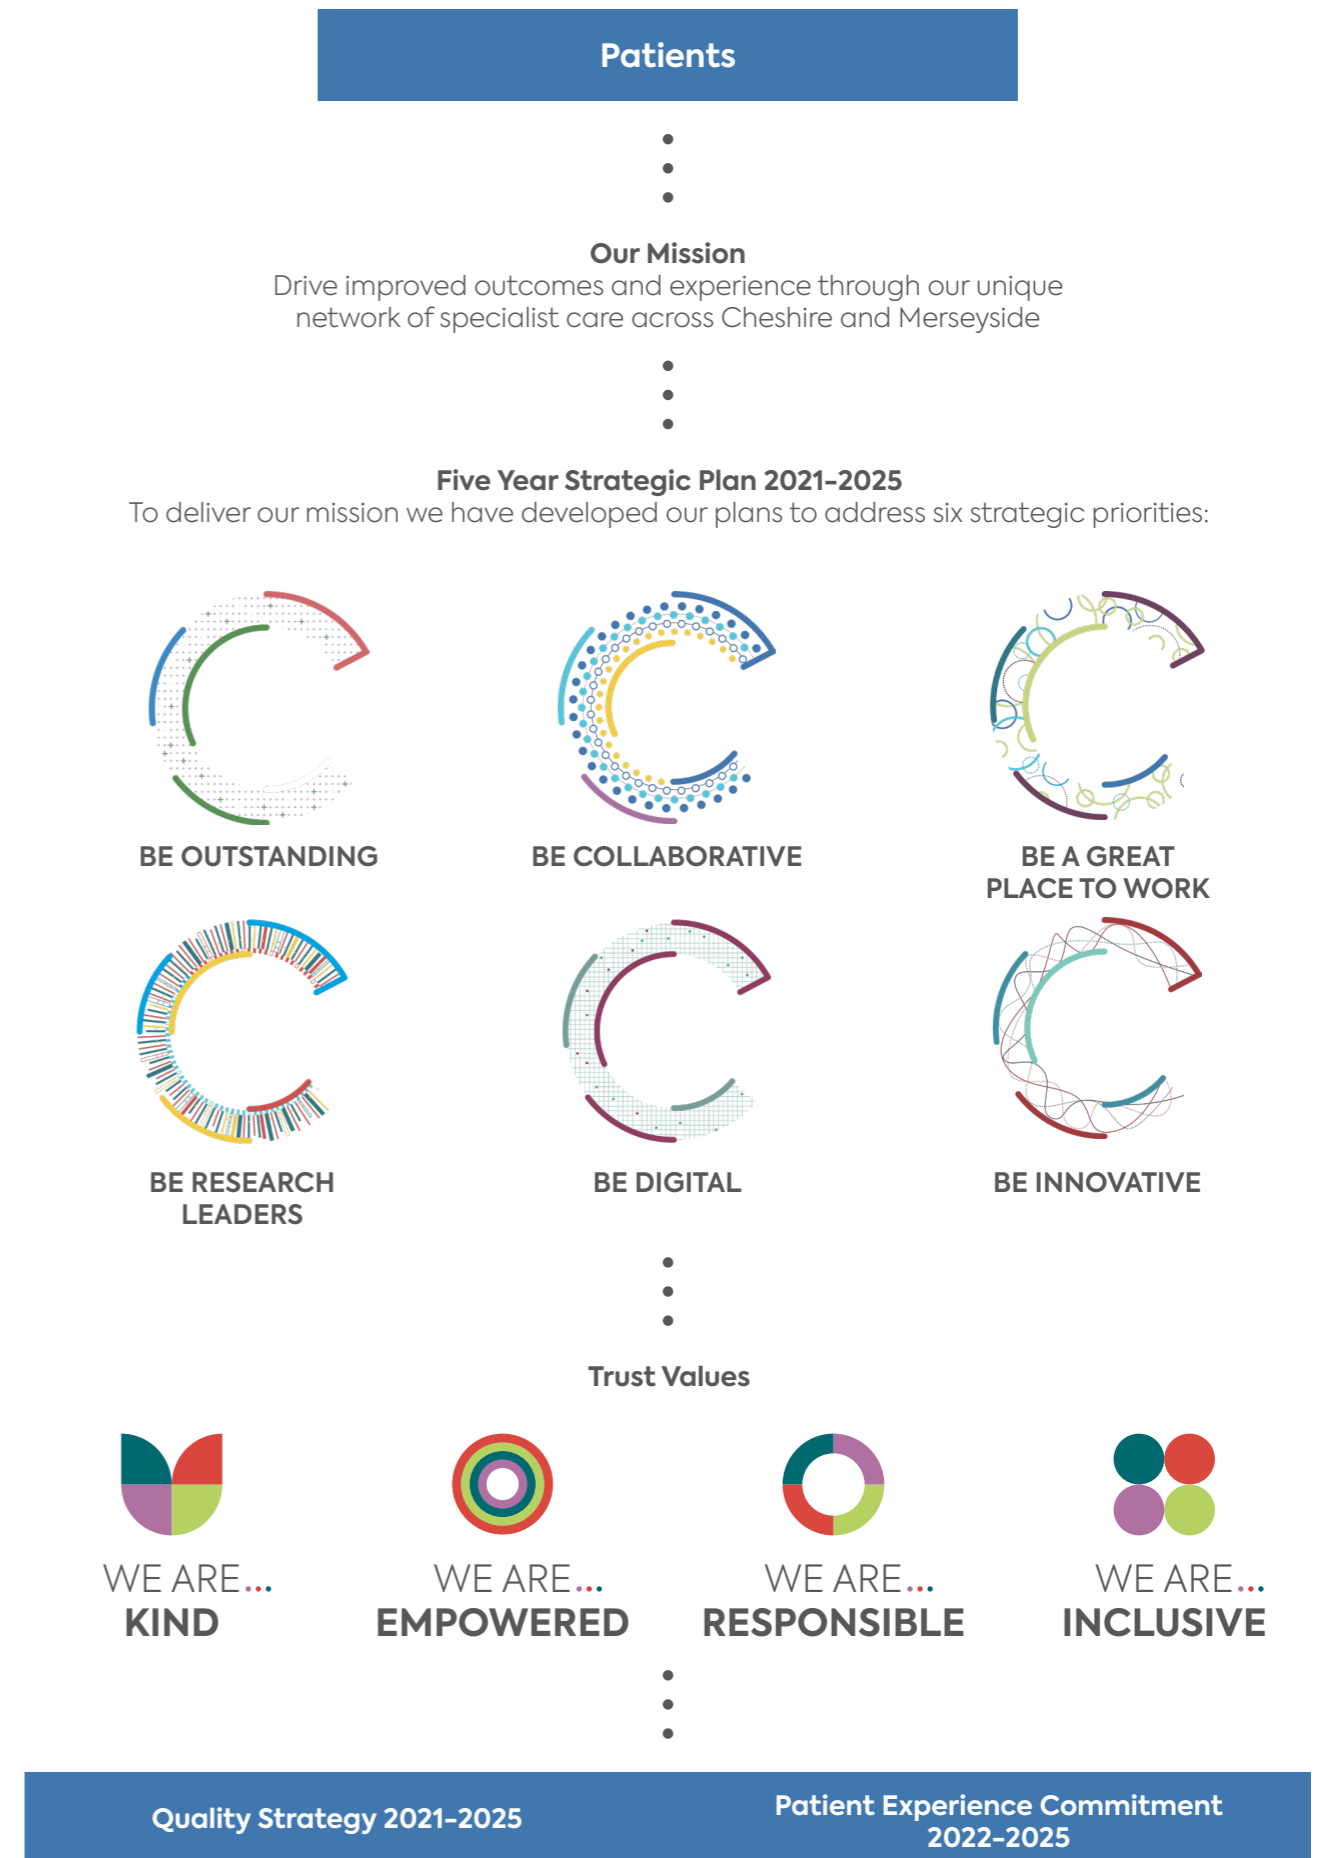 Patients
Our Mission
Drive improved outcomes and experience through our unique
network of specialist care across Cheshire and Merseyside
Five Year Strategic Plan 2021-2025
To deliver our mission we have developed our plans to address six strategic priorities:
BE OUTSTANDING
BE COLLABORATIVE
BE A GREAT
PLACE TO WORK
BE RESEARCH
LEADERS
BE DIGITAL
BE INNOVATIVE
Trust Values
WE ARE...
KIND
WE ARE...
EMPOWERED
WE ARE...
RESPONSIBLE
WE ARE...
INCLUSIVE
Quality Strategy 2021-2025
Patient Experience Commitment
2022-2025